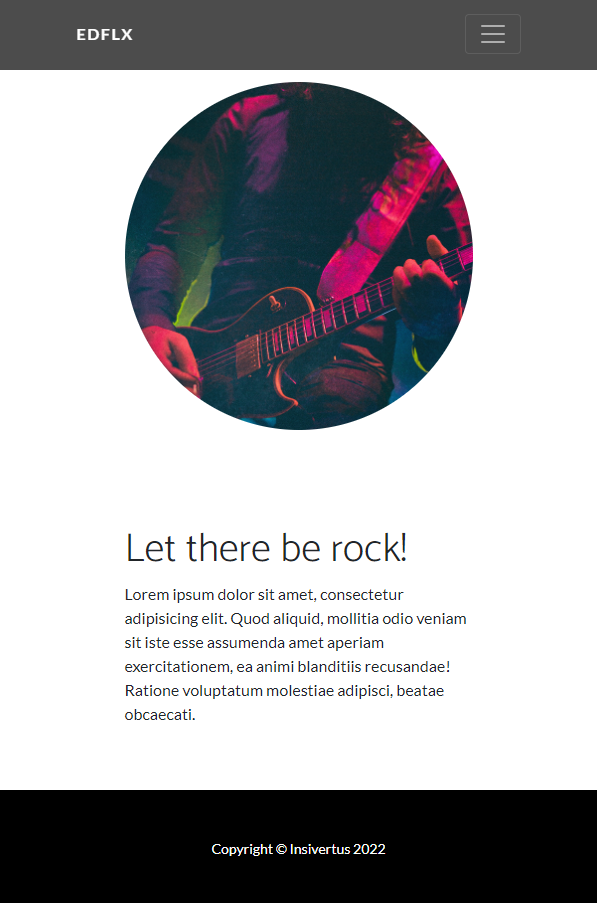 EDFLX
Let there be rock!
Lorem ipsum dolor sit amet, consectetur
adipisicing elit. Quod aliquid, mollitia odio veniam
sit iste esse assumenda amet aperiam
exercitationem, ea animi blanditiis recusandae!
Ratione voluptatum molestiae adipisci, beatae
obcaecati.
Copyright © Insivertus 2022